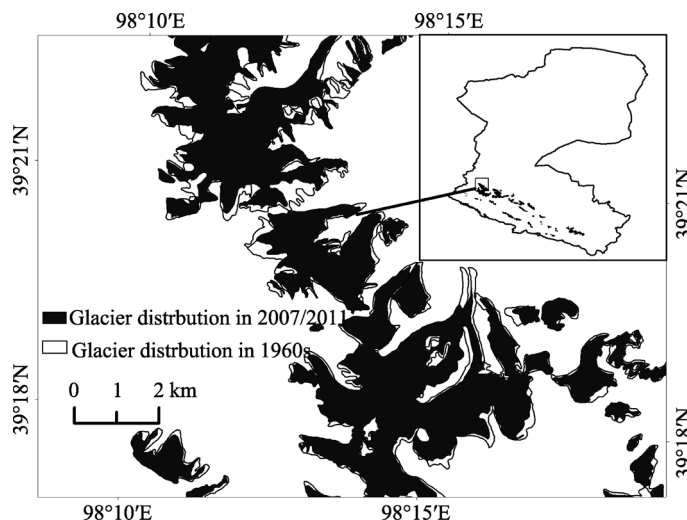 98°10′E
98°15′E
39°21′N
39°21′N
Glacier distrbution in 2007/2011
Glacier distrbution in 1960s
0 1 2 km
39°18′N
39°18′N
98°10′E
98°15′E